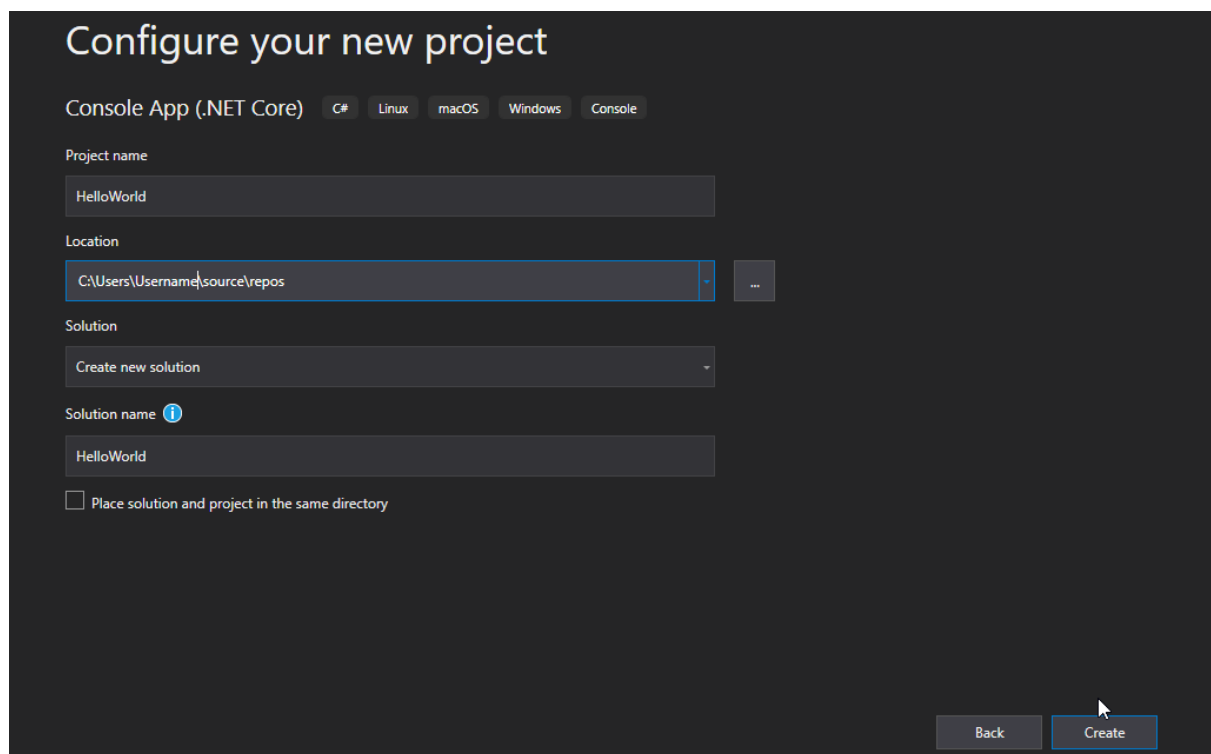 Configure your new project
Console App (.NET Core) C# Linux macOS Windows Console
Project name
HelloWorld
Location
C:\Users\Username\source\repos
...
Solution
Create new solution
Solution name
HelloWorld
Place solution and project in the same directory
Back Create